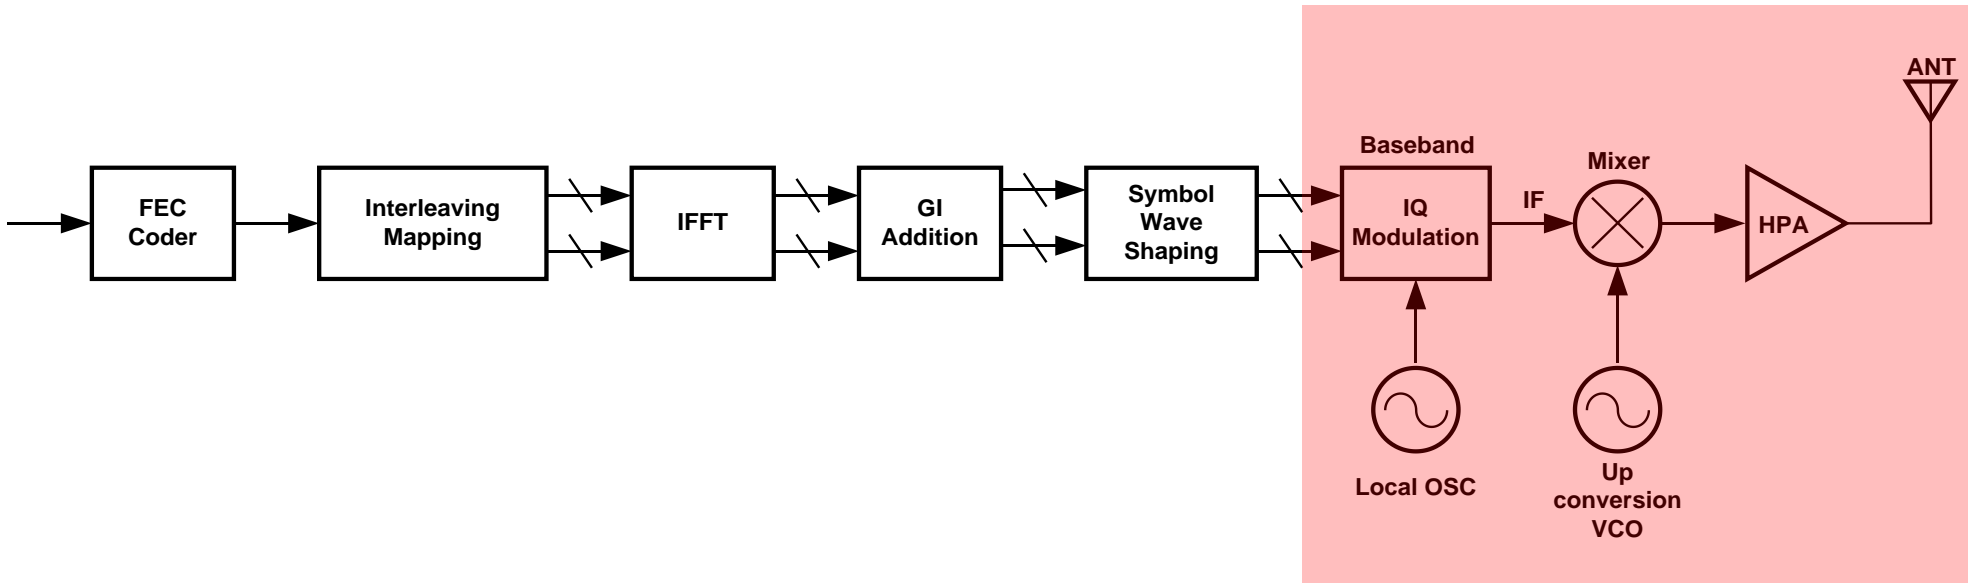 FEC
Coder
Interleaving
Mapping
IFFT
GI
Addition
Symbol
Wave
Shaping
Baseband
IQ
Modulation
IF
Mixer
HPA
ANT
Local OSC
Up
conversion
VCO